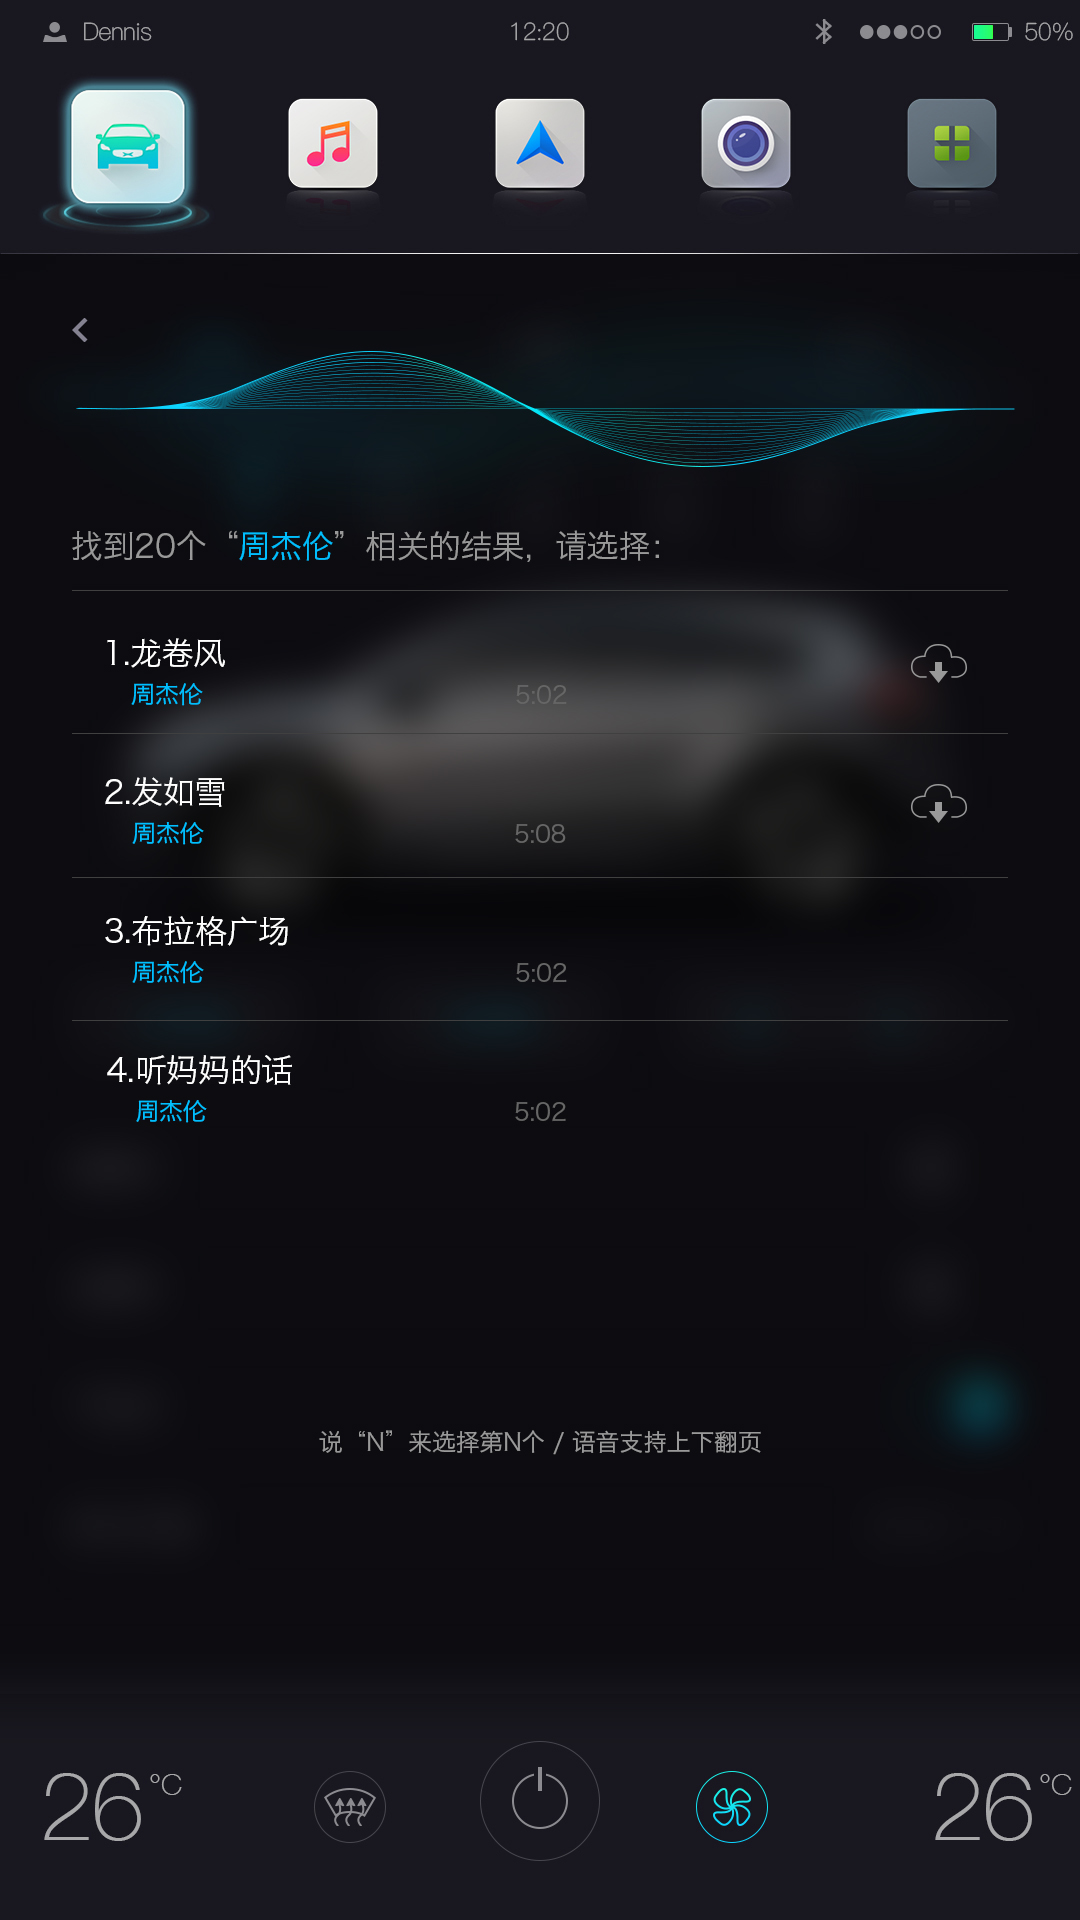 Dennis 12:20 50%
找到20个“周杰伦”相关的结果，请选择：
1.龙卷风
周杰伦 5:02
2.发如雪
周杰伦 5:08
3.布拉格广场
周杰伦 5:02
4.听妈妈的话
周杰伦 5:02
说“N”来选择第N个 / 语音支持上下翻页
26℃ 26℃